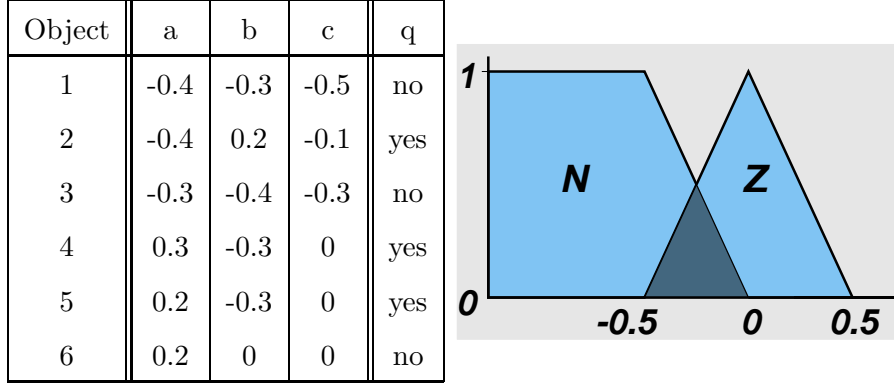 Object a b c q
1 -0.4 -0.3 -0.5 no
2 -0.4 0.2 -0.1 yes
3 -0.3 -0.4 -0.3 no
4 0.3 -0.3 0 yes
5 0.2 -0.3 0 yes
6 0.2 0 0 no
1
N Z
0
-0.5 0 0.5